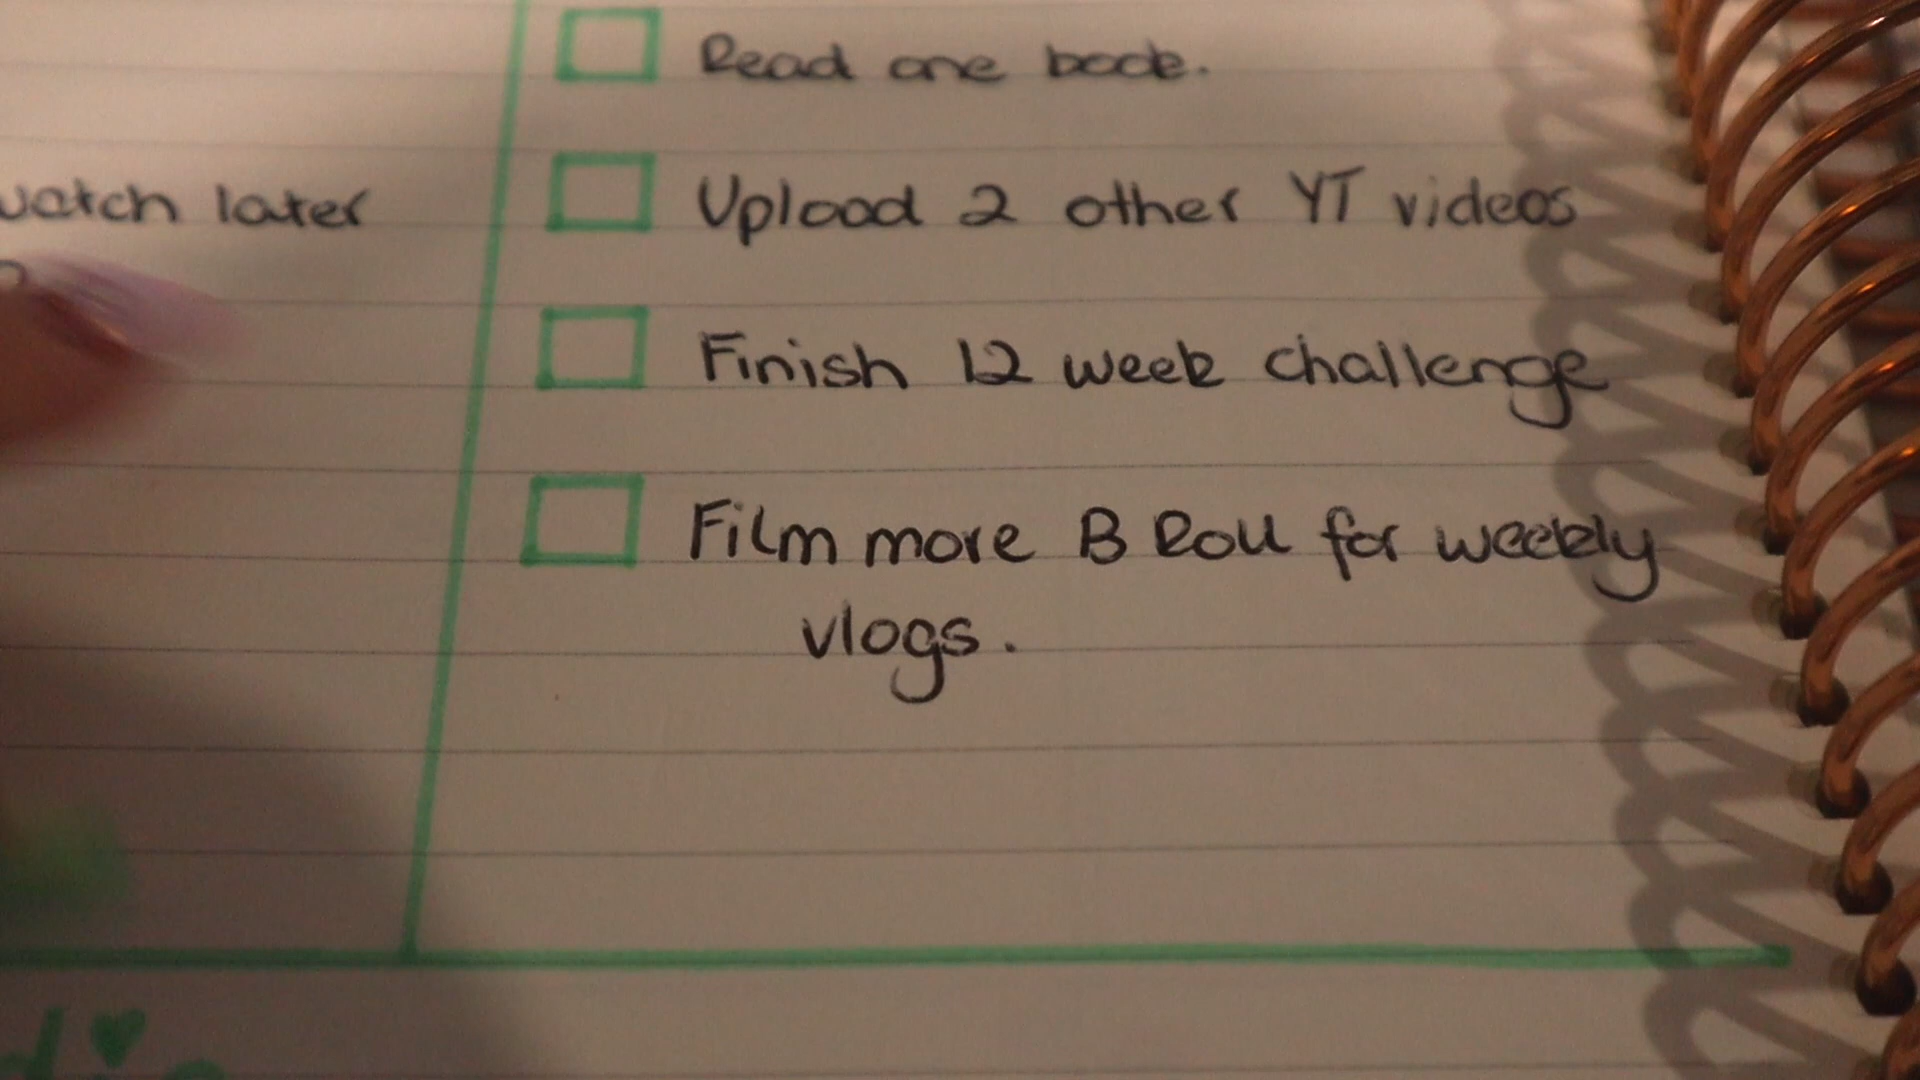 Read one book.
watch later
Upload 2 other YT videos
Finish 12 week challenge
Film more B Roll for weekly
vlogs.